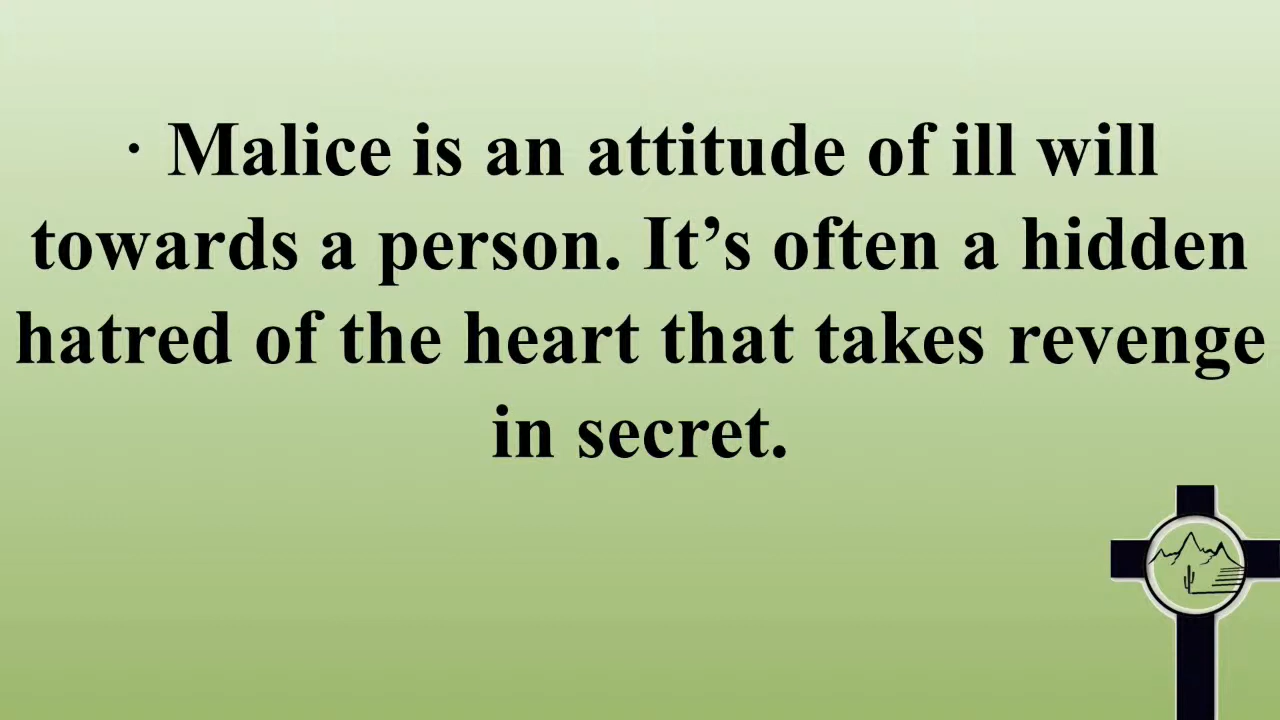 · Malice is an attitude of ill will
towards a person. It’s often a hidden
hatred of the heart that takes revenge
in secret.